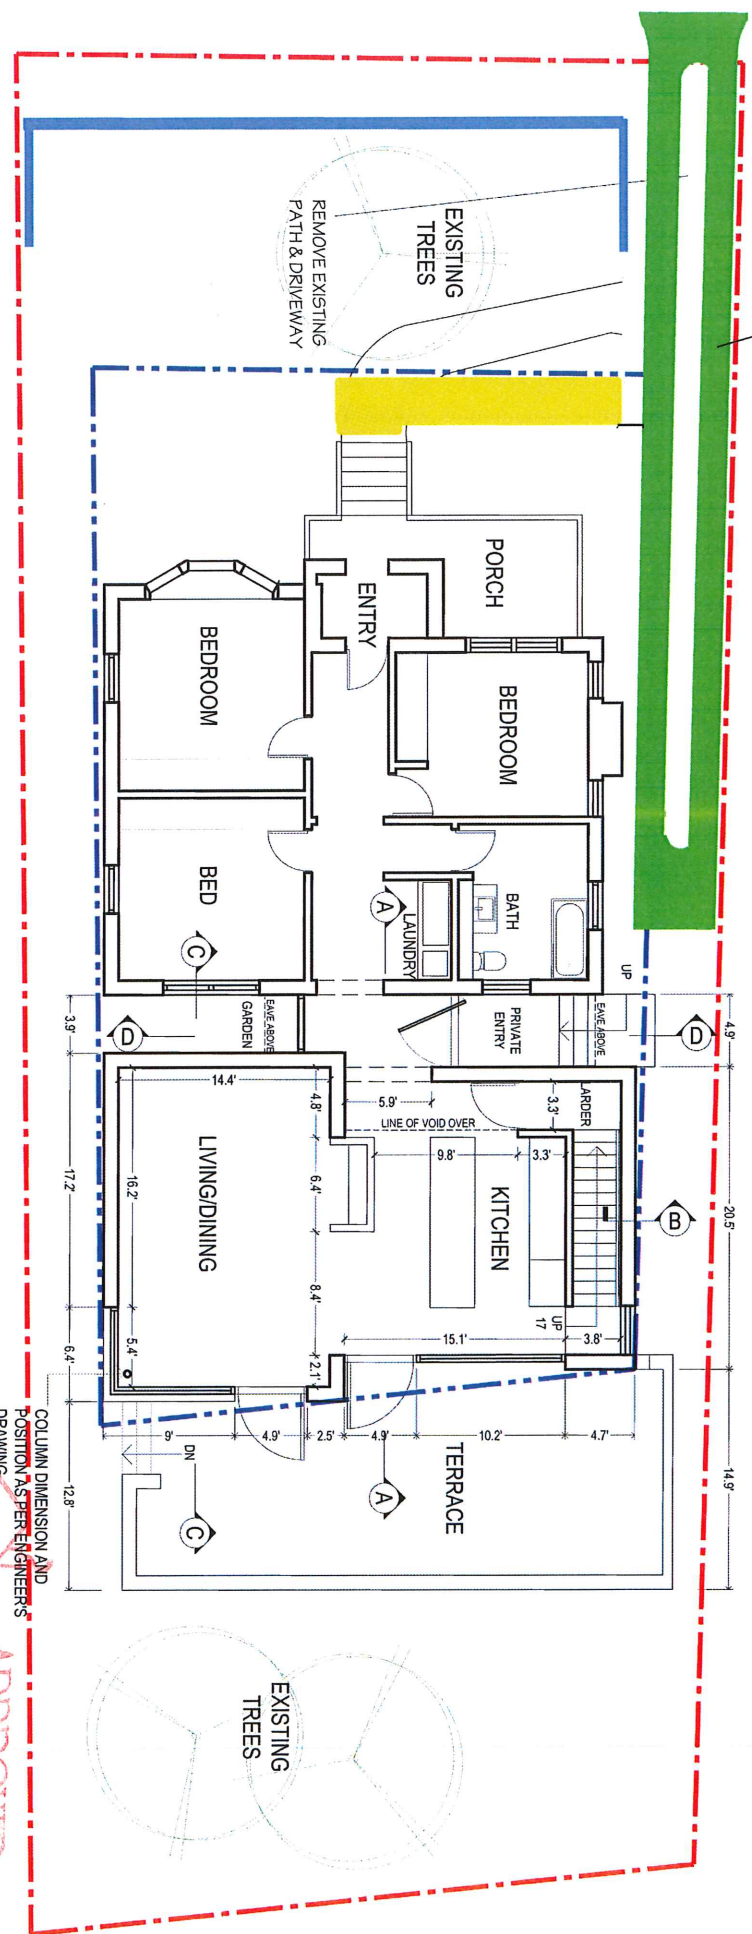 EXISTING
TREES
REMOVE EXISTING
PATH & DRIVEWAY
PORCH
ENTRY
BEDROOM
BEDROOM
BED
BATH
LAUNDRY
A
C
UP
EAVE ABOVE
PRIVATE
ENTRY
EAVE ABOVE
GARDEN
D
D
4.9'
3.9'
LARDER
3.3'
5.9'
LINE OF VOID OVER
14.4'
4.8'
9.8'
3.3'
6.4'
KITCHEN
B
20.5'
LIVING/DINING
16.2'
17.2'
8.4'
UP
17
15.1'
3.8'
5.4'
2.1'
6.4'
9'
4.9'
2.5'
4.9'
10.2'
4.7'
DN
TERRACE
A
C
14.9'
12.8'
COLUMN DIMENSION AND
POSITION AS PER ENGINEER'S
DRAWING
EXISTING
TREES